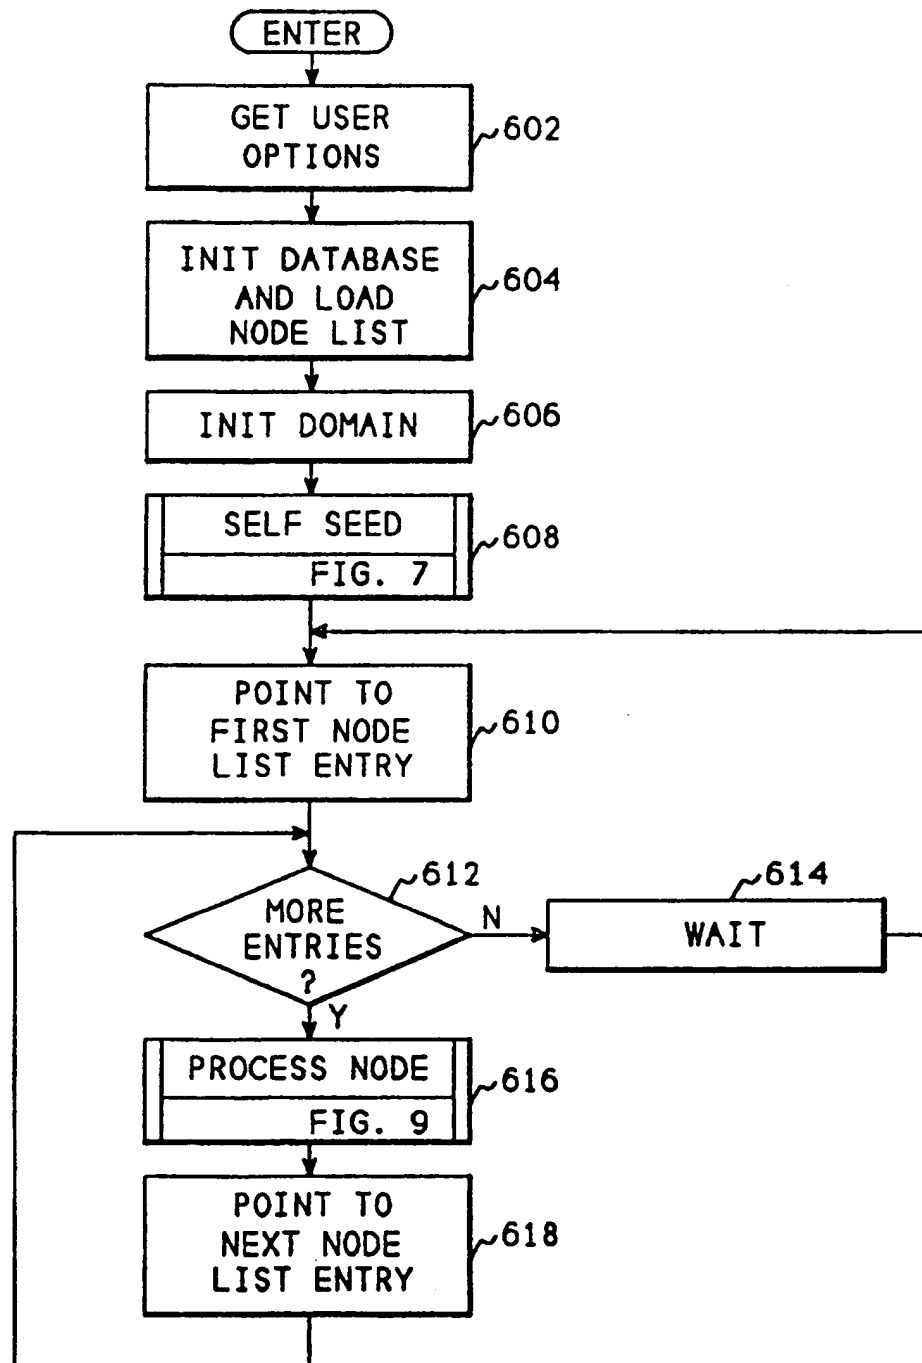 ENTER
GET USER
OPTIONS
602
INIT DATABASE
AND LOAD
NODE LIST
604
INIT DOMAIN
606
SELF SEED
FIG. 7
608
POINT TO
FIRST NODE
LIST ENTRY
610
612
MORE
ENTRIES
?
N
Y
614
WAIT
PROCESS NODE
FIG. 9
616
POINT TO
NEXT NODE
LIST ENTRY
618